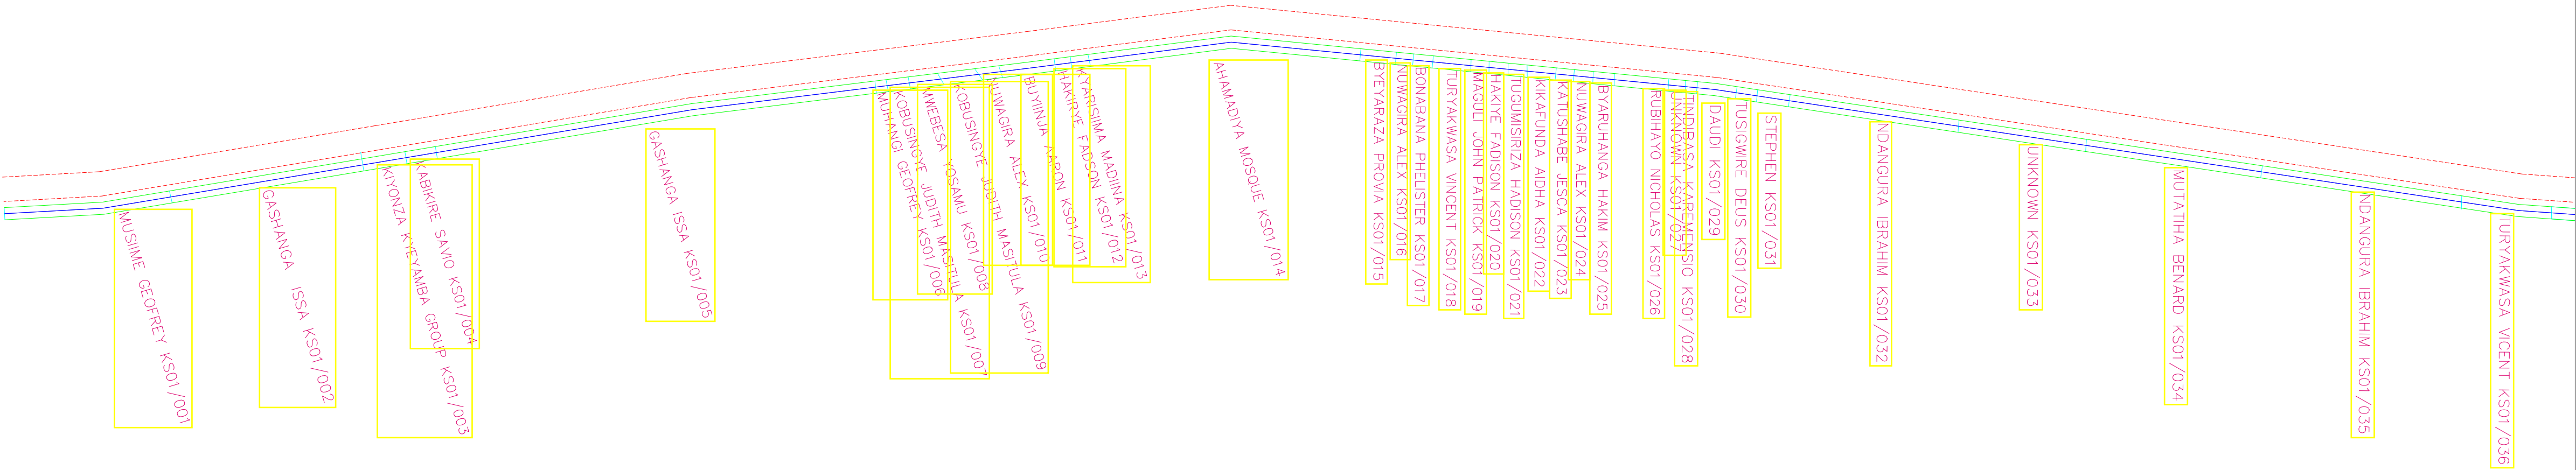 MUSIIME GEOFREY KS01/001
GASHANGA ISSA KS01/002
KIYONZA KYEYAMBA GROUP KS01/003
KABIKIRE SAVIO KS01/004
GASHANGA ISSA KS01/005
MUHANGI GEOFREY KS01/006
KOBUSINGYE JUDITH MASITULA KS01/007
MWEBESA YOSAMU KS01/008
KOBUSINGYE JUDITH MASITULA KS01/009
NUWAGIRA ALEX KS01/010
BUYINJA AARON KS01/011
HAKIRIYE FADSON KS01/012
KYARISIIMA MADIINA KS01/013
AHAMADIYA MOSQUE KS01/014
BYEYARAZA PROVIA KS01/015
NUWAGIRA ALEX KS01/016
BONABANA PHELISTER KS01/017
TURYAKWASA VINCENT KS01/018
MAGULI JOHN PATRICK KS01/019
HAKIYE FADISON KS01/020
TUGUMISIRIZA HADISON KS01/021
KIKAFUNDA AIDHA KS01/022
KATUSHABE JESCA KS01/023
NUWAGIRA ALEX KS01/024
BYARUHANGA HAKIM KS01/025
RUBIHAYO NICHOLAS KS01/026
UNKNOWN KS01/027
TINDIBASA KAREMENSIO KS01/028
DAUDI KS01/029
TUSIGWIRE DEUS KS01/030
STEPHEN KS01/031
NDANGURA IBRAHIM KS01/032
UNKNOWN KS01/033
MUTATIHA BENARD KS01/034
NDANGURA IBRAHIM KS01/035
TURYAKWASA VICENT KS01/036